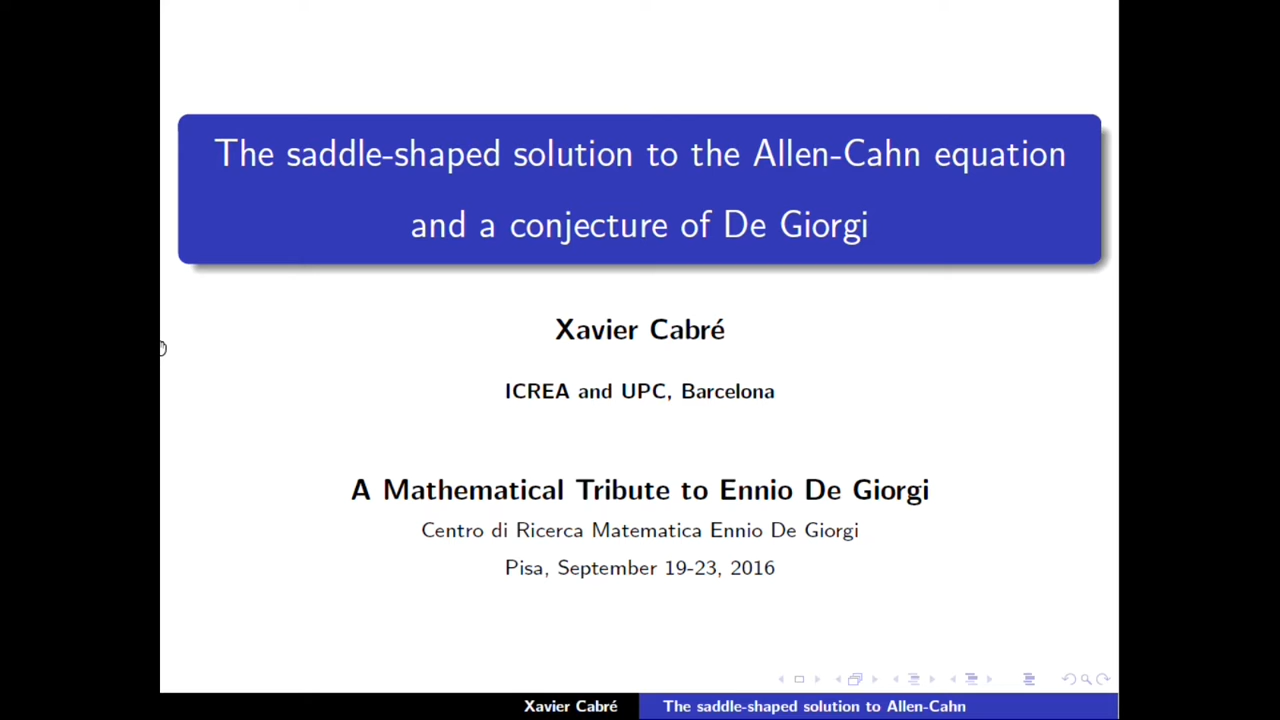 The saddle-shaped solution to the Allen-Cahn equation
and a conjecture of De Giorgi
Xavier Cabré
ICREA and UPC, Barcelona
A Mathematical Tribute to Ennio De Giorgi
Centro di Ricerca Matematica Ennio De Giorgi
Pisa, September 19-23, 2016
Xavier Cabré
The saddle-shaped solution to Allen-Cahn